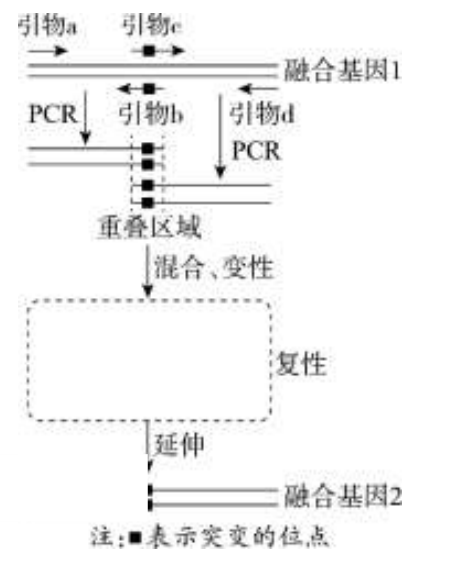 引物a 引物c
融合基因1
PCR 引物b 引物d
PCR
重叠区域
混合、变性
复性
延伸
融合基因2
注:■表示突变的位点